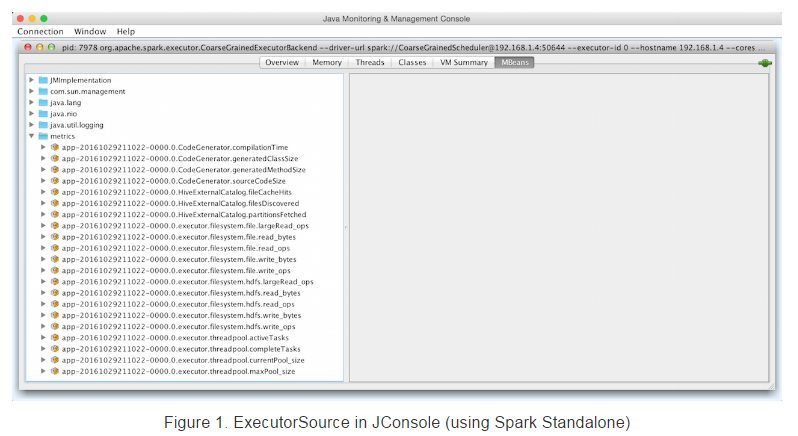 Java Monitoring & Management Console
Connection Window Help
pid: 7978 org.apache.spark.executor.CoarseGrainedExecutorBackend --driver-url spark://CoarseGrainedScheduler@192.168.1.4:50644 --executor-id 0 --hostname 192.168.1.4 --cores ...
Overview Memory Threads Classes VM Summary MBeans
JMImplementation
com.sun.management
java.lang
java.nio
java.util.logging
metrics
app-20161029211022-0000.0.CodeGenerator.compilationTime
app-20161029211022-0000.0.CodeGenerator.generatedClassSize
app-20161029211022-0000.0.CodeGenerator.generatedMethodSize
app-20161029211022-0000.0.CodeGenerator.sourceCodeSize
app-20161029211022-0000.0.HiveExternalCatalog.fileCacheHits
app-20161029211022-0000.0.HiveExternalCatalog.filesDiscovered
app-20161029211022-0000.0.HiveExternalCatalog.partitionsFetched
app-20161029211022-0000.0.executor.filesystem.file.largeRead_ops
app-20161029211022-0000.0.executor.filesystem.file.read_bytes
app-20161029211022-0000.0.executor.filesystem.file.read_ops
app-20161029211022-0000.0.executor.filesystem.file.write_bytes
app-20161029211022-0000.0.executor.filesystem.file.write_ops
app-20161029211022-0000.0.executor.filesystem.hdfs.largeRead_ops
app-20161029211022-0000.0.executor.filesystem.hdfs.read_bytes
app-20161029211022-0000.0.executor.filesystem.hdfs.read_ops
app-20161029211022-0000.0.executor.filesystem.hdfs.write_bytes
app-20161029211022-0000.0.executor.filesystem.hdfs.write_ops
app-20161029211022-0000.0.executor.threadpool.activeTasks
app-20161029211022-0000.0.executor.threadpool.completeTasks
app-20161029211022-0000.0.executor.threadpool.currentPool_size
app-20161029211022-0000.0.executor.threadpool.maxPool_size
Figure 1. ExecutorSource in JConsole (using Spark Standalone)